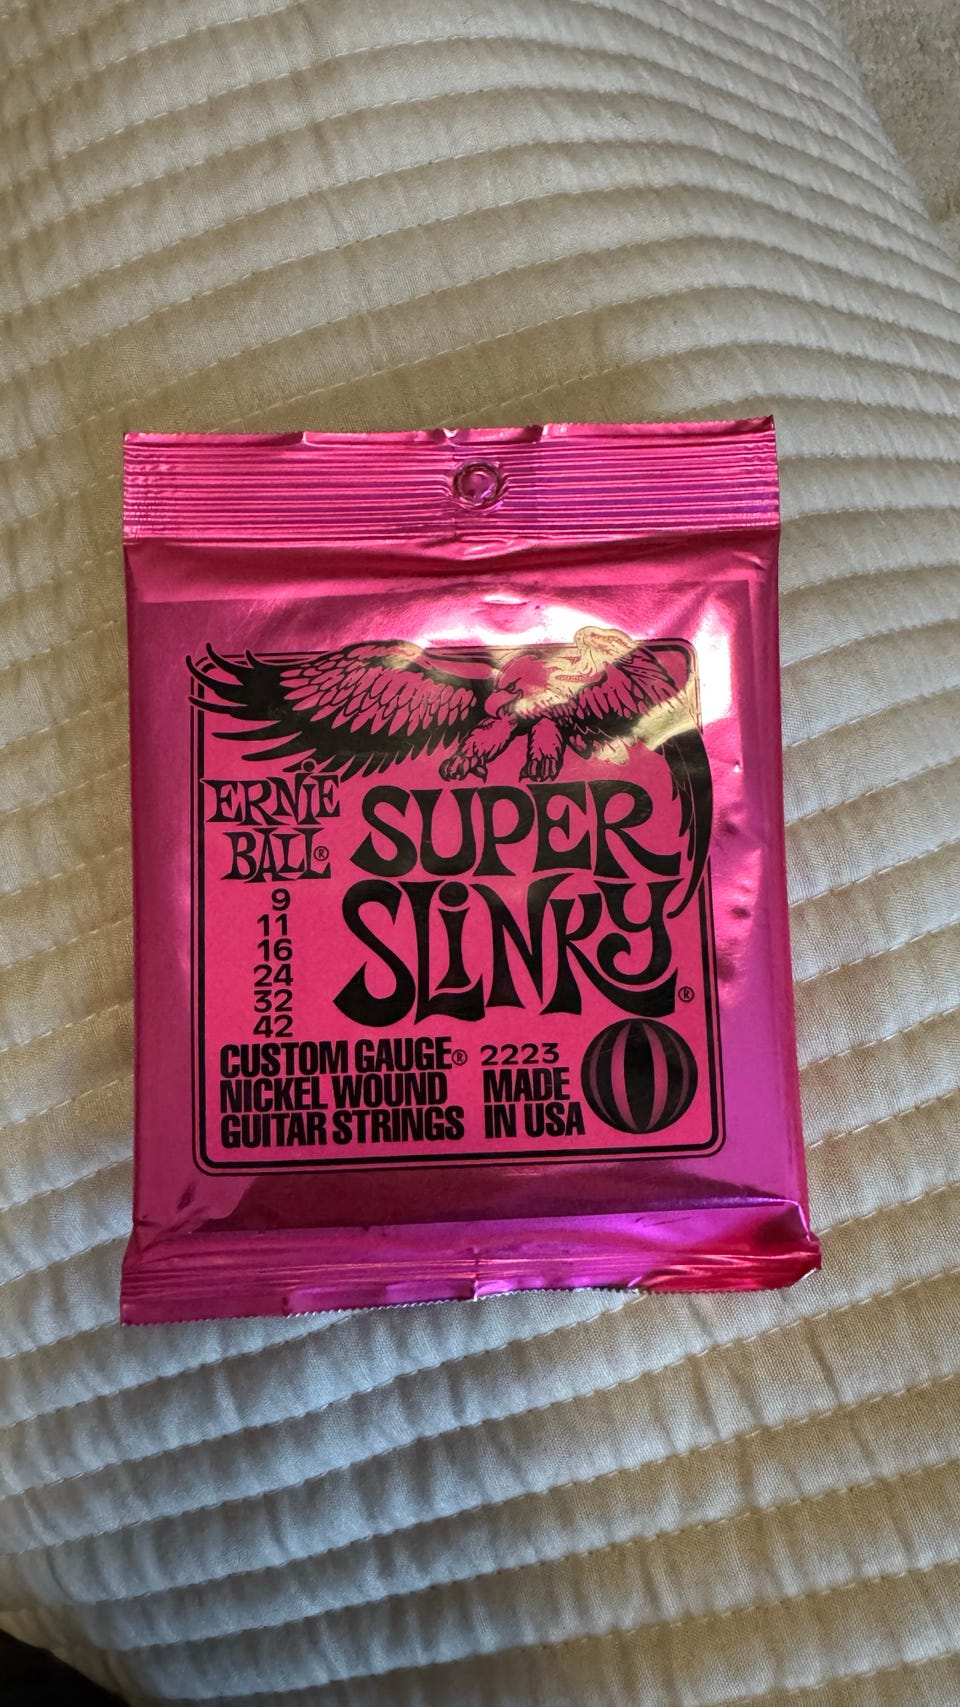 ERNiE
BALL®
SUPER
SLiNKY®
9
11
16
24
32
42
CUSTOM GAUGE®
NICKEL WOUND
GUITAR STRINGS
2223
MADE
IN USA